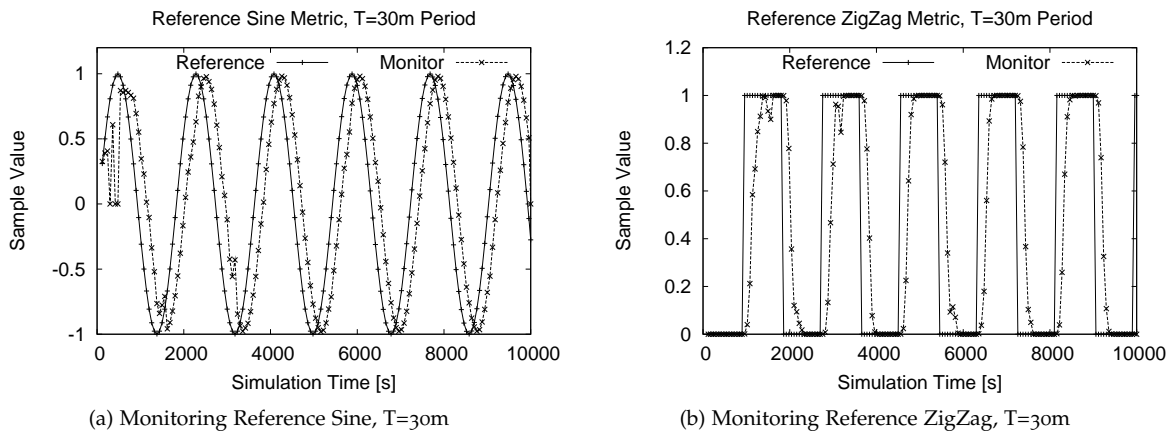 Reference Sine Metric, T=30m Period
Reference
Monitor
1
0.5
0
-0.5
-1
Sample Value
0 2000 4000 6000 8000 10000
Simulation Time [s]
(a) Monitoring Reference Sine, T=30m
Reference ZigZag Metric, T=30m Period
Reference
Monitor
1.2
1
0.8
0.6
0.4
0.2
0
Sample Value
0 2000 4000 6000 8000 10000
Simulation Time [s]
(b) Monitoring Reference ZigZag, T=30m